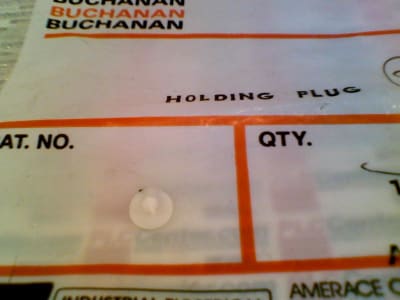 BUCHANAN
BUCHANAN
BUCHANAN
HOLDING PLUG
AT. NO.
QTY.
AMERACE C